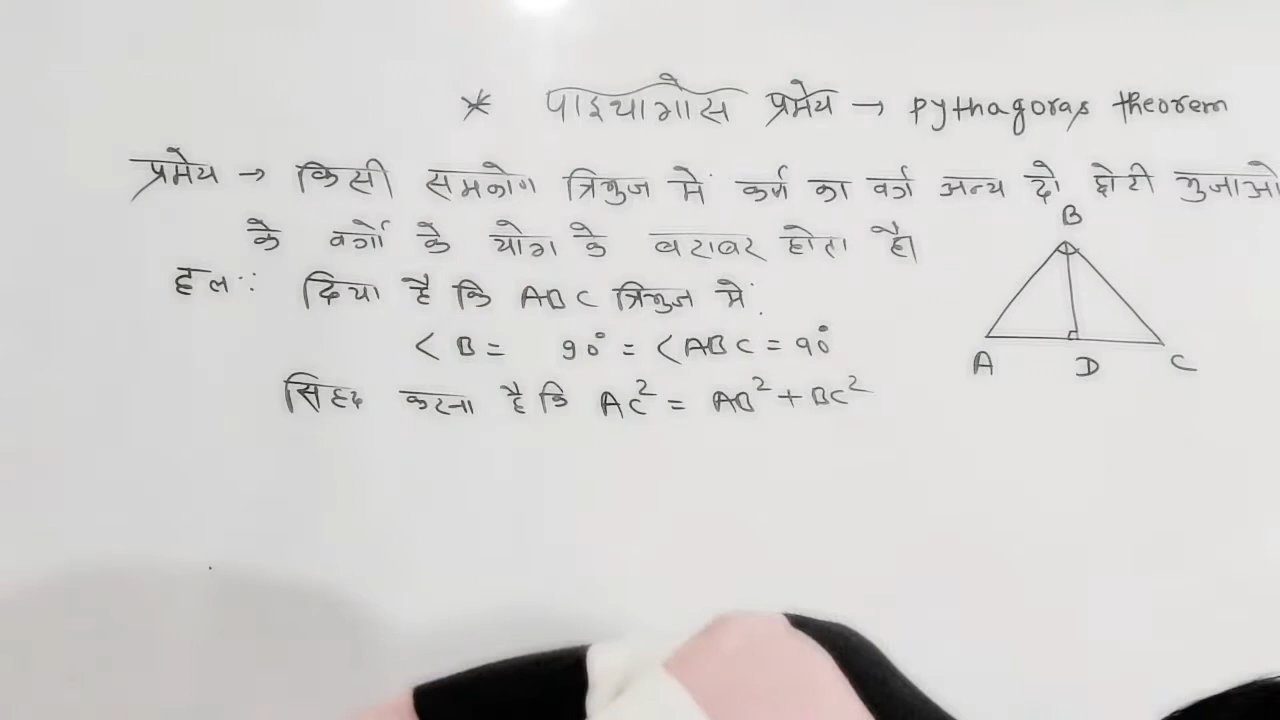 * पाइथागोरस प्रमेय → pythagoras theorem
प्रमेय → किसी समकोण त्रिभुज में कर्ण का वर्ग अन्य दो छोटी भुजाओ
के वर्गो के योग के बराबर होता है।
हल:: दिया है कि ABC त्रिभुज में.
<B = 90° = <ABC = 90°
सिद्ध करना है कि AC² = AB² + BC²
B
A D C